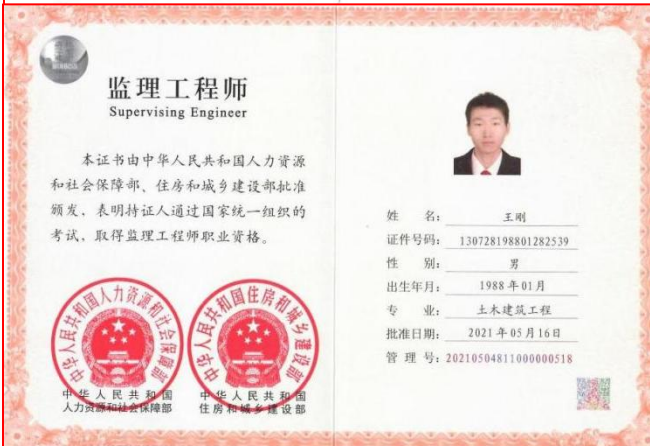 监理工程师
Supervising Engineer
本证书由中华人民共和国人力资源
和社会保障部、住房和城乡建设部批准
颁发，表明持证人通过国家统一组织的
考试，取得监理工程师职业资格。
中华人民共和国人力资源和社会保障部
中华人民共和国住房和城乡建设部
中华人民共和国
人力资源和社会保障部
中华人民共和国
住房和城乡建设部
姓 名： 王刚
证件号码： 130728198801282539
性 别： 男
出生年月： 1988年01月
专 业： 土木建筑工程
批准日期： 2021年05月16日
管 理 号： 20210504811000000518